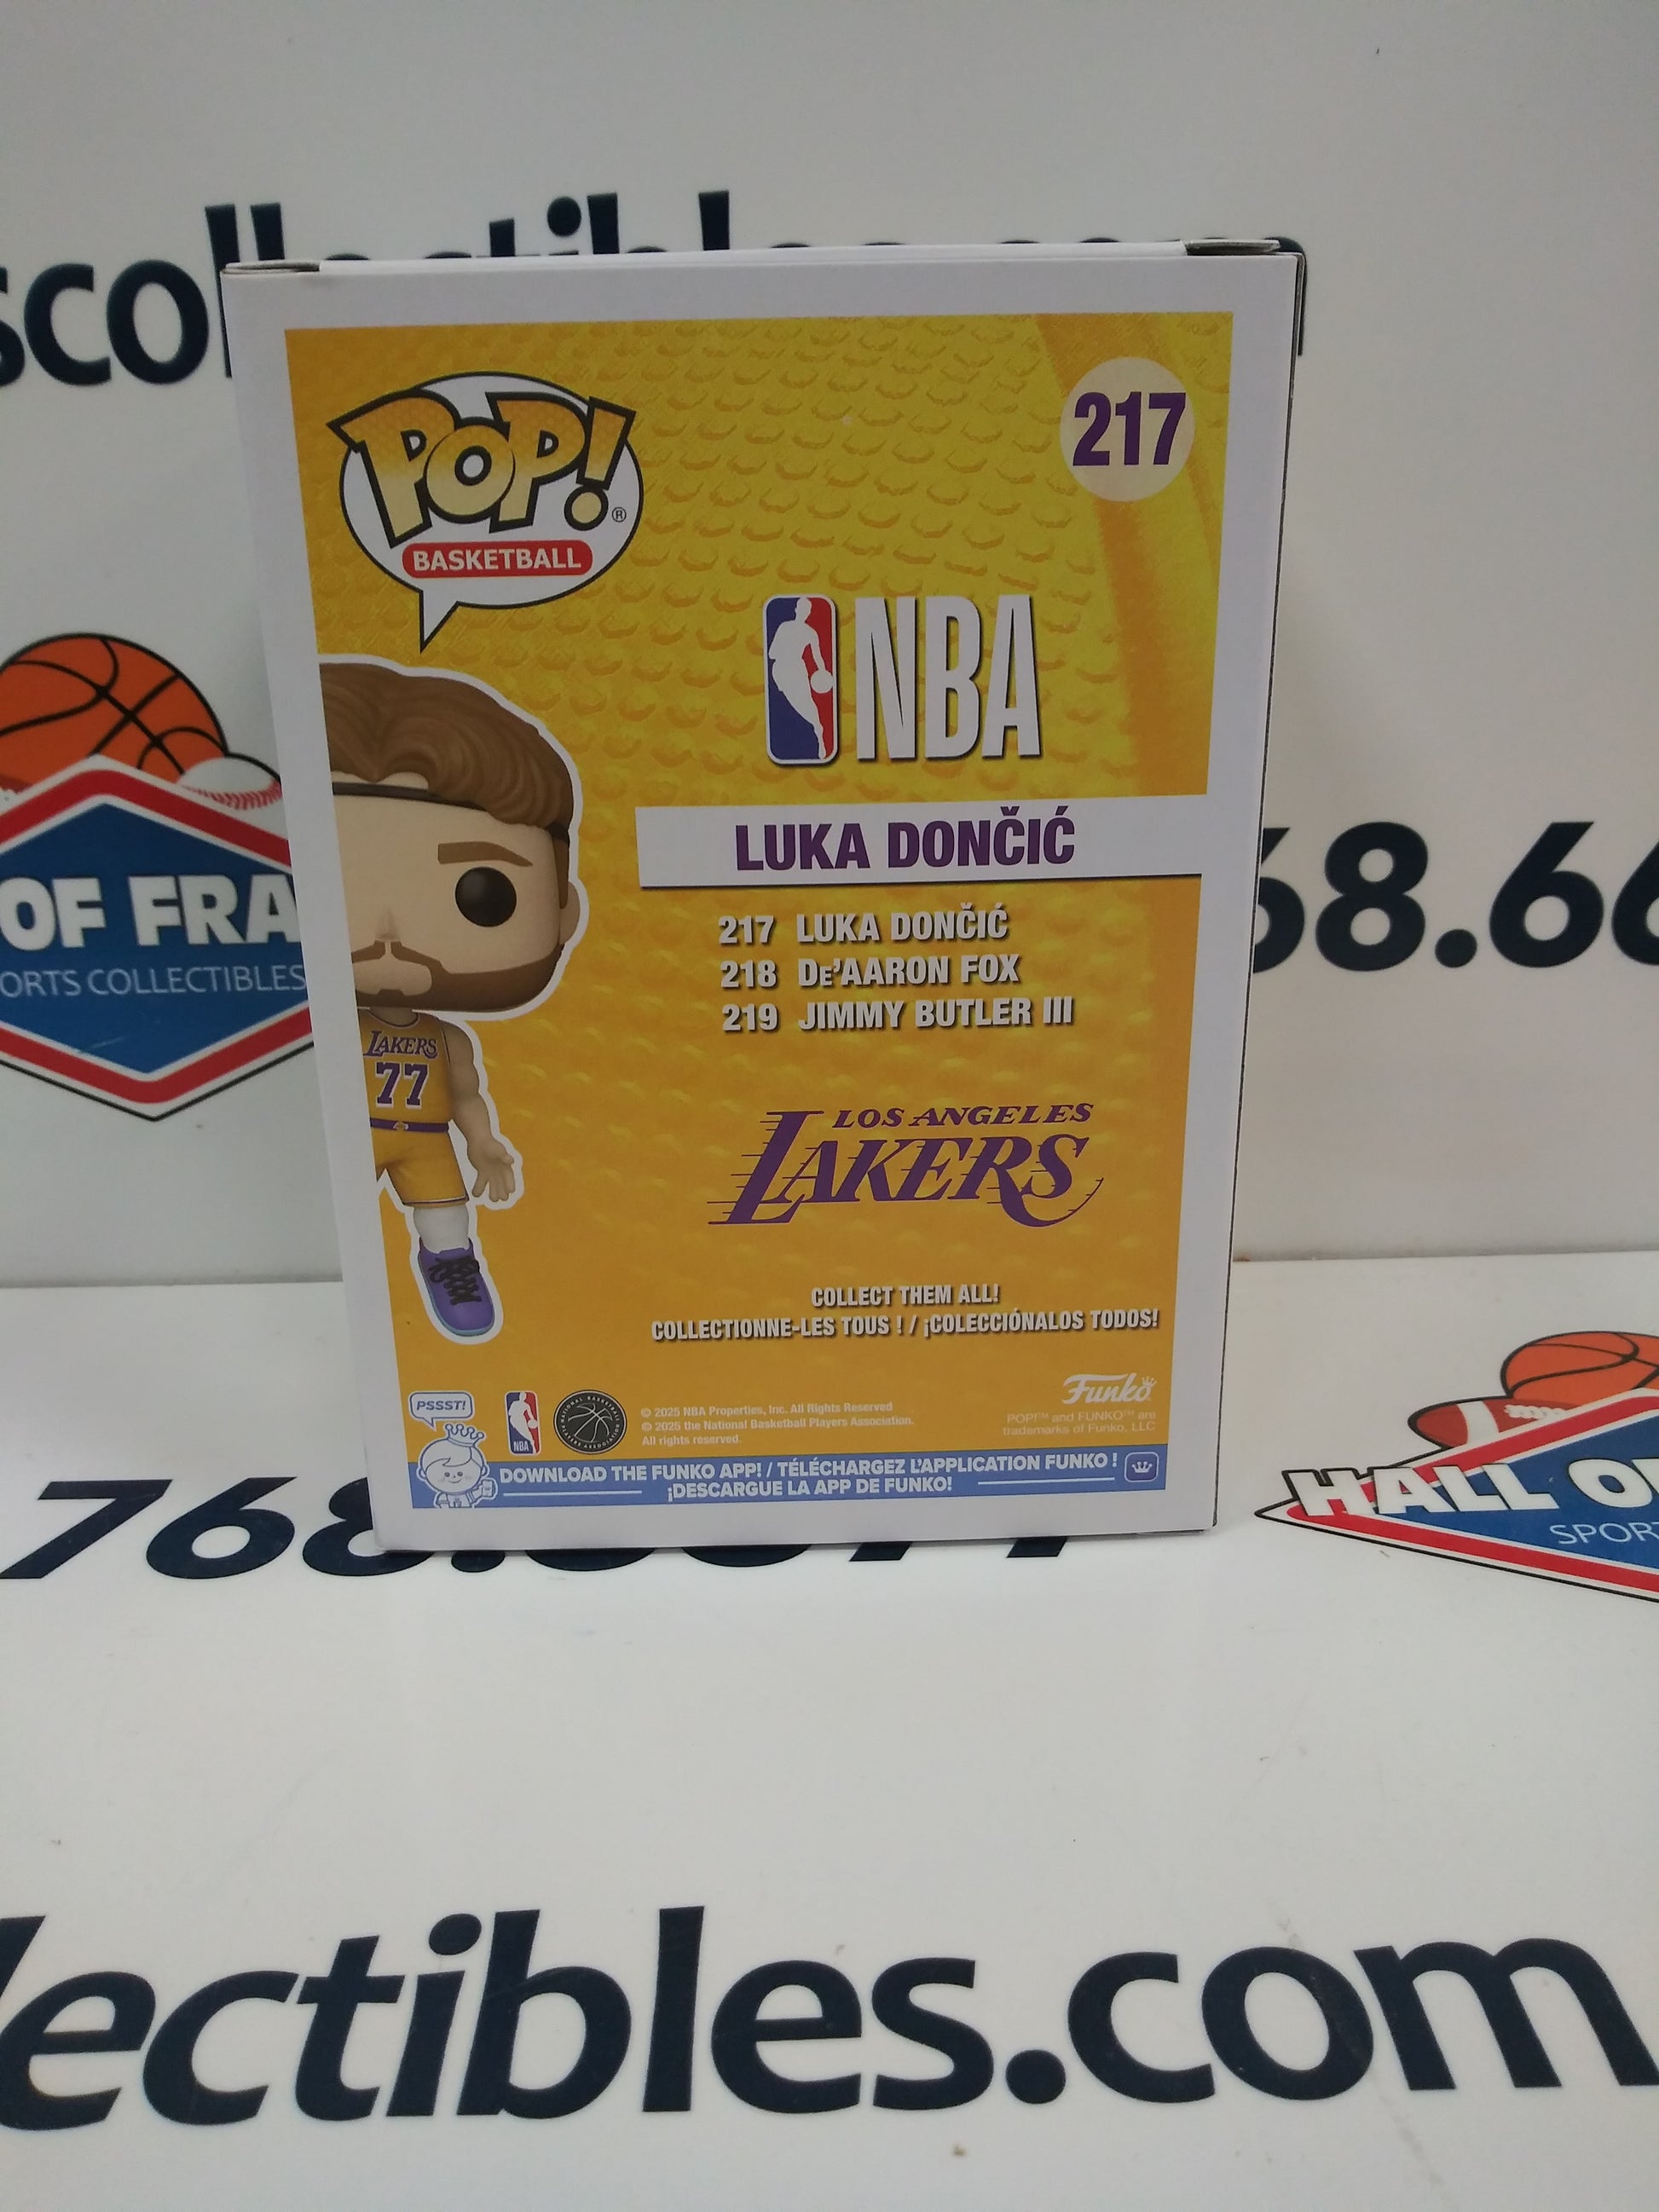 scollectibles.com
POP!®
BASKETBALL
217
NBA
LUKA DONČIĆ
OF FRA
ORTS COLLECTIBLES
68.66
217 LUKA DONČIĆ
218 De'AARON FOX
219 JIMMY BUTLER III
LAKERS
77
LOS ANGELES
LAKERS
COLLECT THEM ALL!
COLLECTIONNE-LES TOUS ! / ¡COLECCIÓNALOS TODOS!
PSSST!
NBA
© 2025 NBA Properties, Inc. All Rights Reserved
© 2025 the National Basketball Players Association.
All rights reserved.
Funko
POP!™ and FUNKO™ are
trademarks of Funko, LLC
DOWNLOAD THE FUNKO APP! / TÉLÉCHARGEZ L'APPLICATION FUNKO !
¡DESCARGUE LA APP DE FUNKO!
HALL O
SPORT
768.
lectibles.com